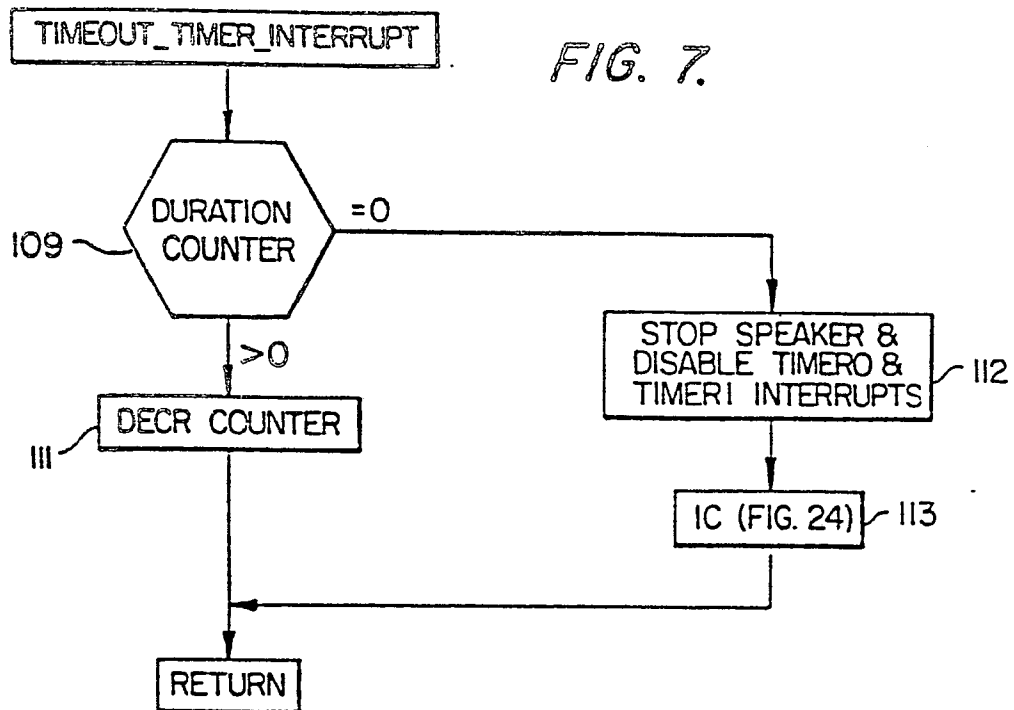 TIMEOUT_TIMER_INTERRUPT
FIG. 7.
DURATION
COUNTER
=0
109
>0
STOP SPEAKER &
DISABLE TIMER0 &
TIMER1 INTERRUPTS
112
DECR COUNTER
111
IC (FIG. 24)
113
RETURN